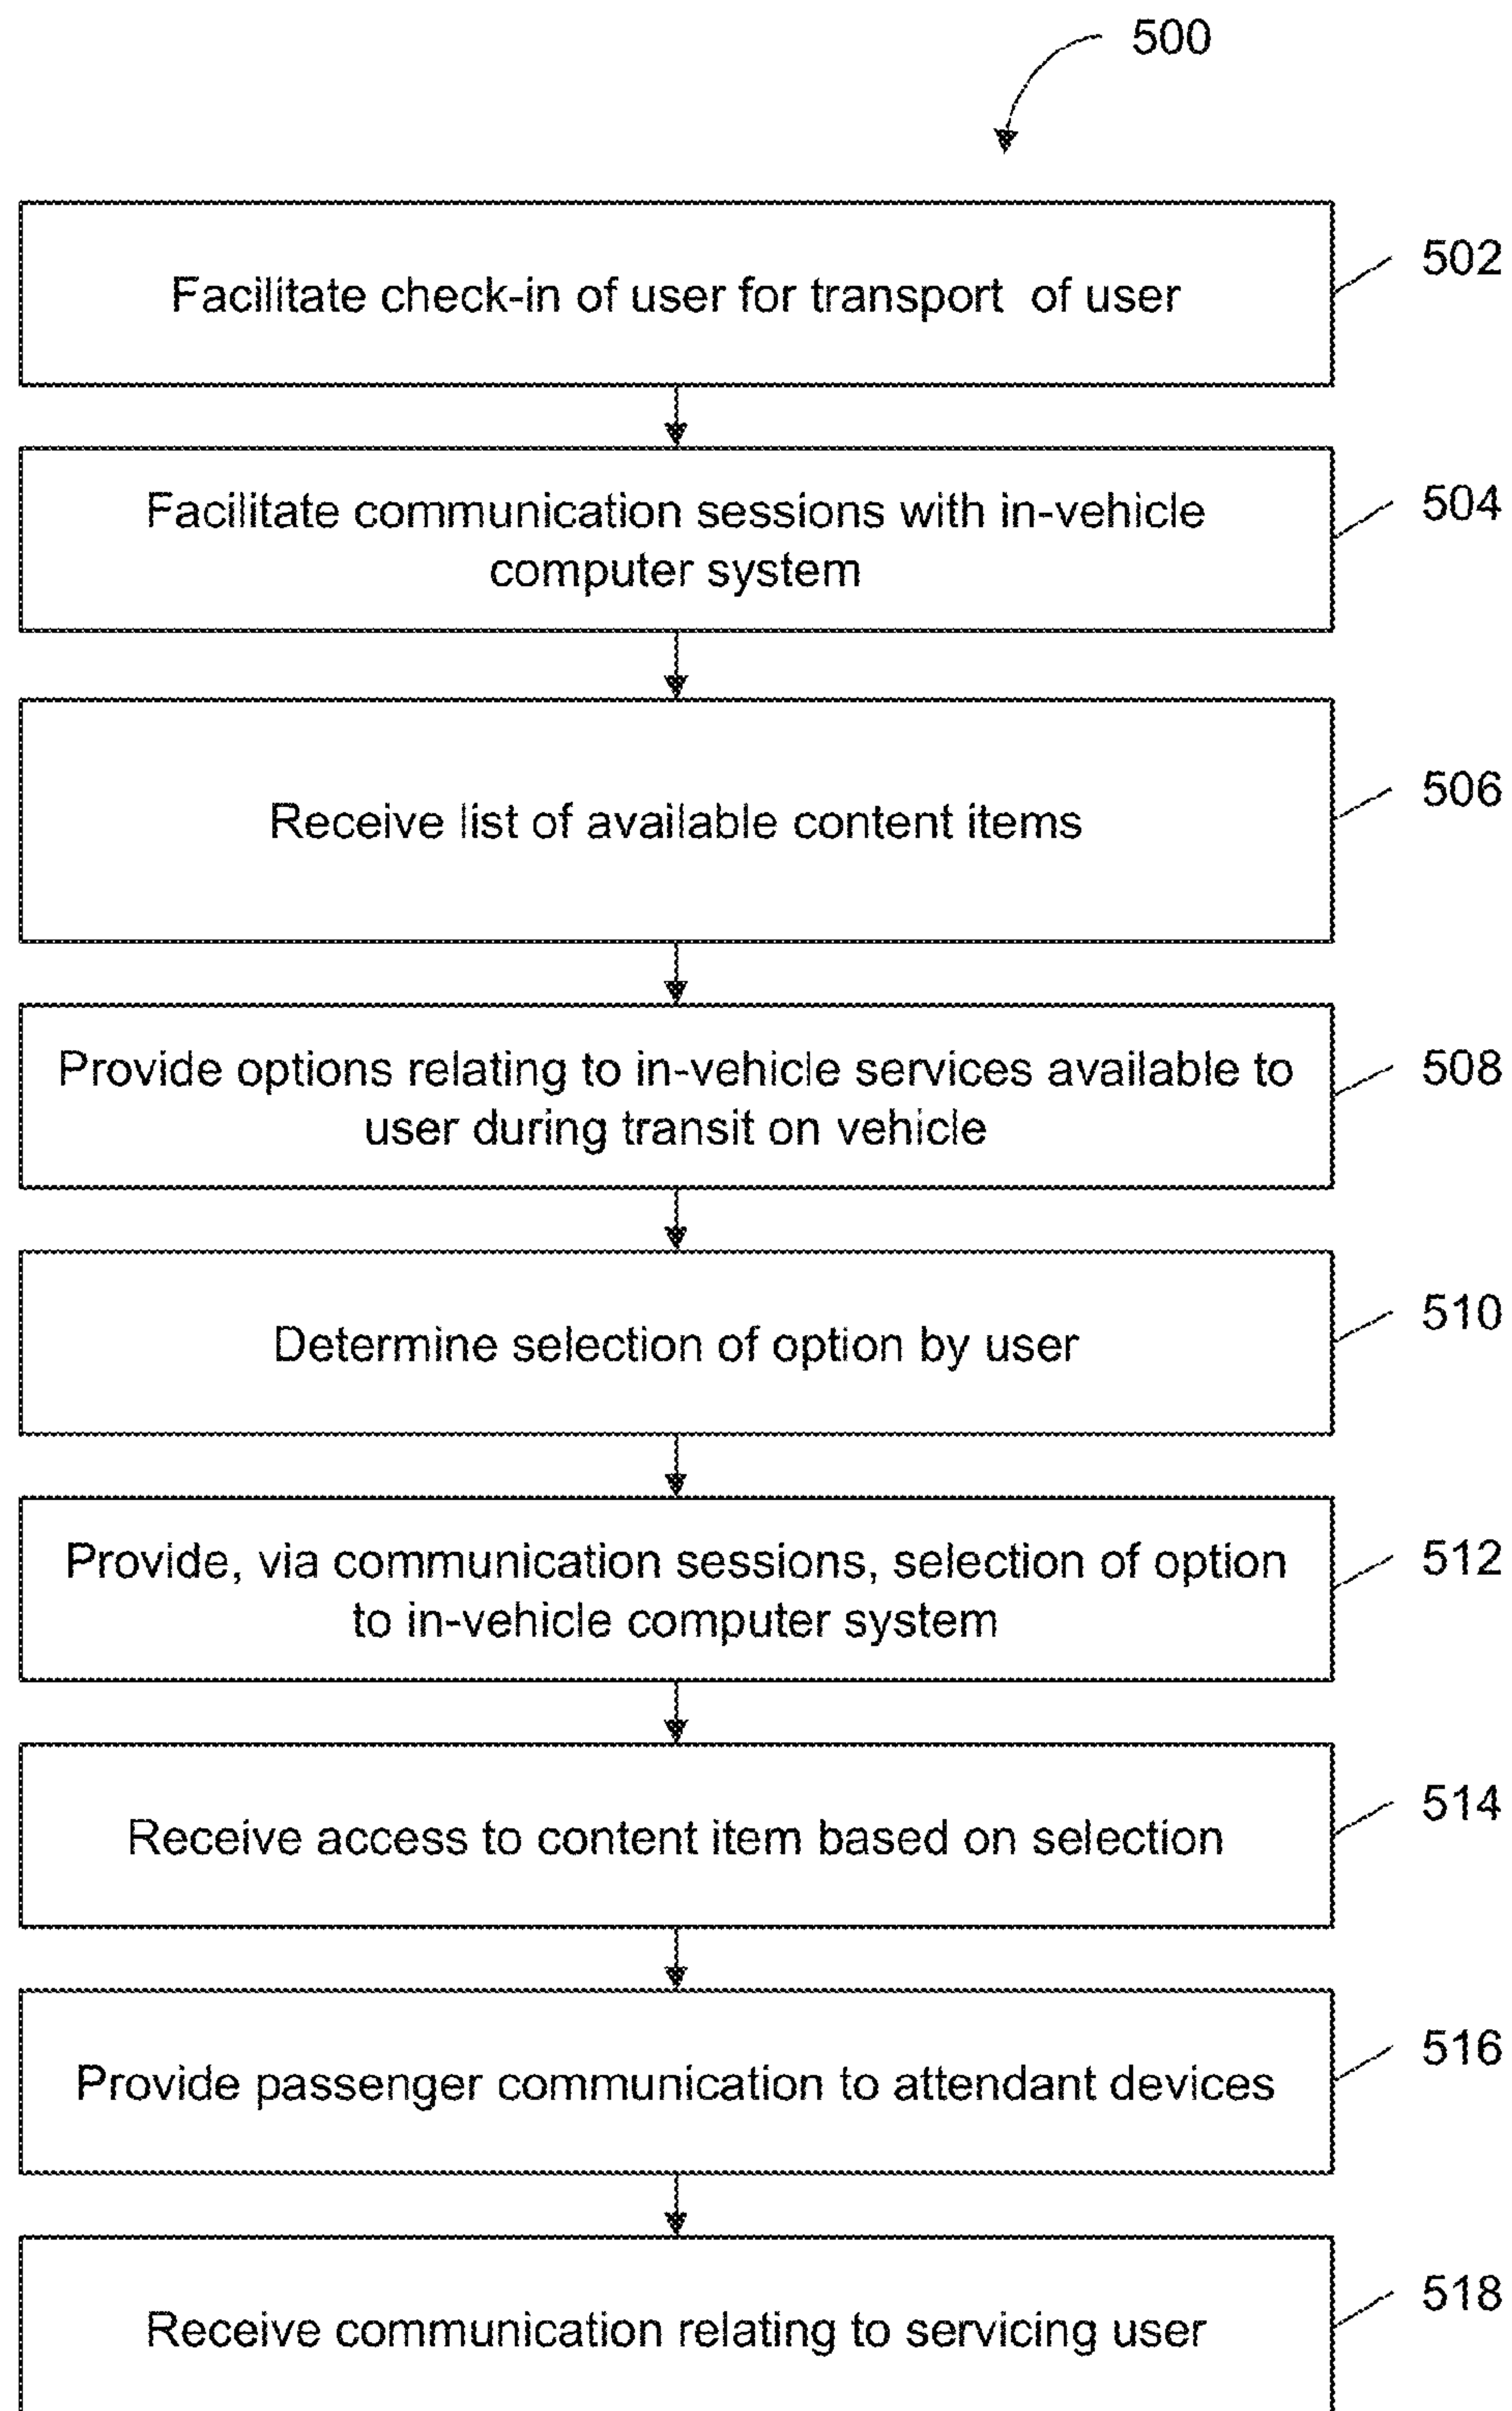 500
Facilitate check-in of user for transport of user
502
Facilitate communication sessions with in-vehicle
computer system
504
Receive list of available content items
506
Provide options relating to in-vehicle services available to
user during transit on vehicle
508
Determine selection of option by user
510
Provide, via communication sessions, selection of option
to in-vehicle computer system
512
Receive access to content item based on selection
514
Provide passenger communication to attendant devices
516
Receive communication relating to servicing user
518